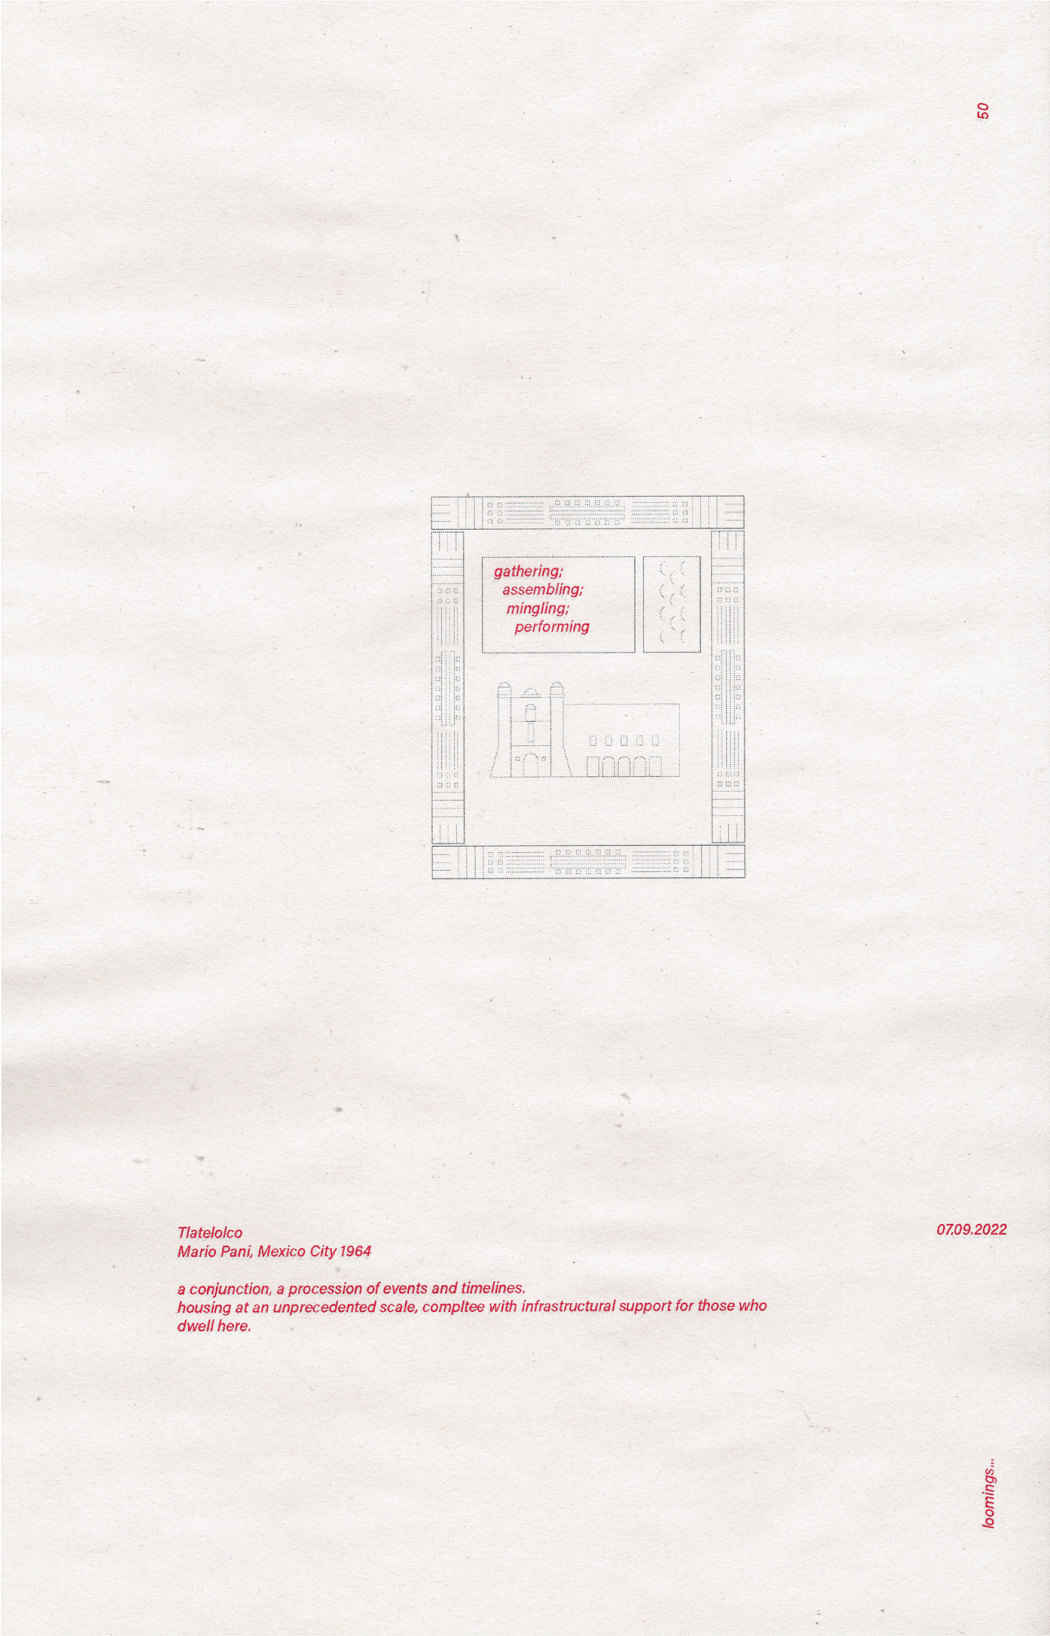 50
gathering;
assembling;
mingling;
performing
Tlatelolco
Mario Pani, Mexico City 1964
07.09.2022
a conjunction, a procession of events and timelines.
housing at an unprecedented scale, compltee with infrastructural support for those who
dwell here.
loomings...